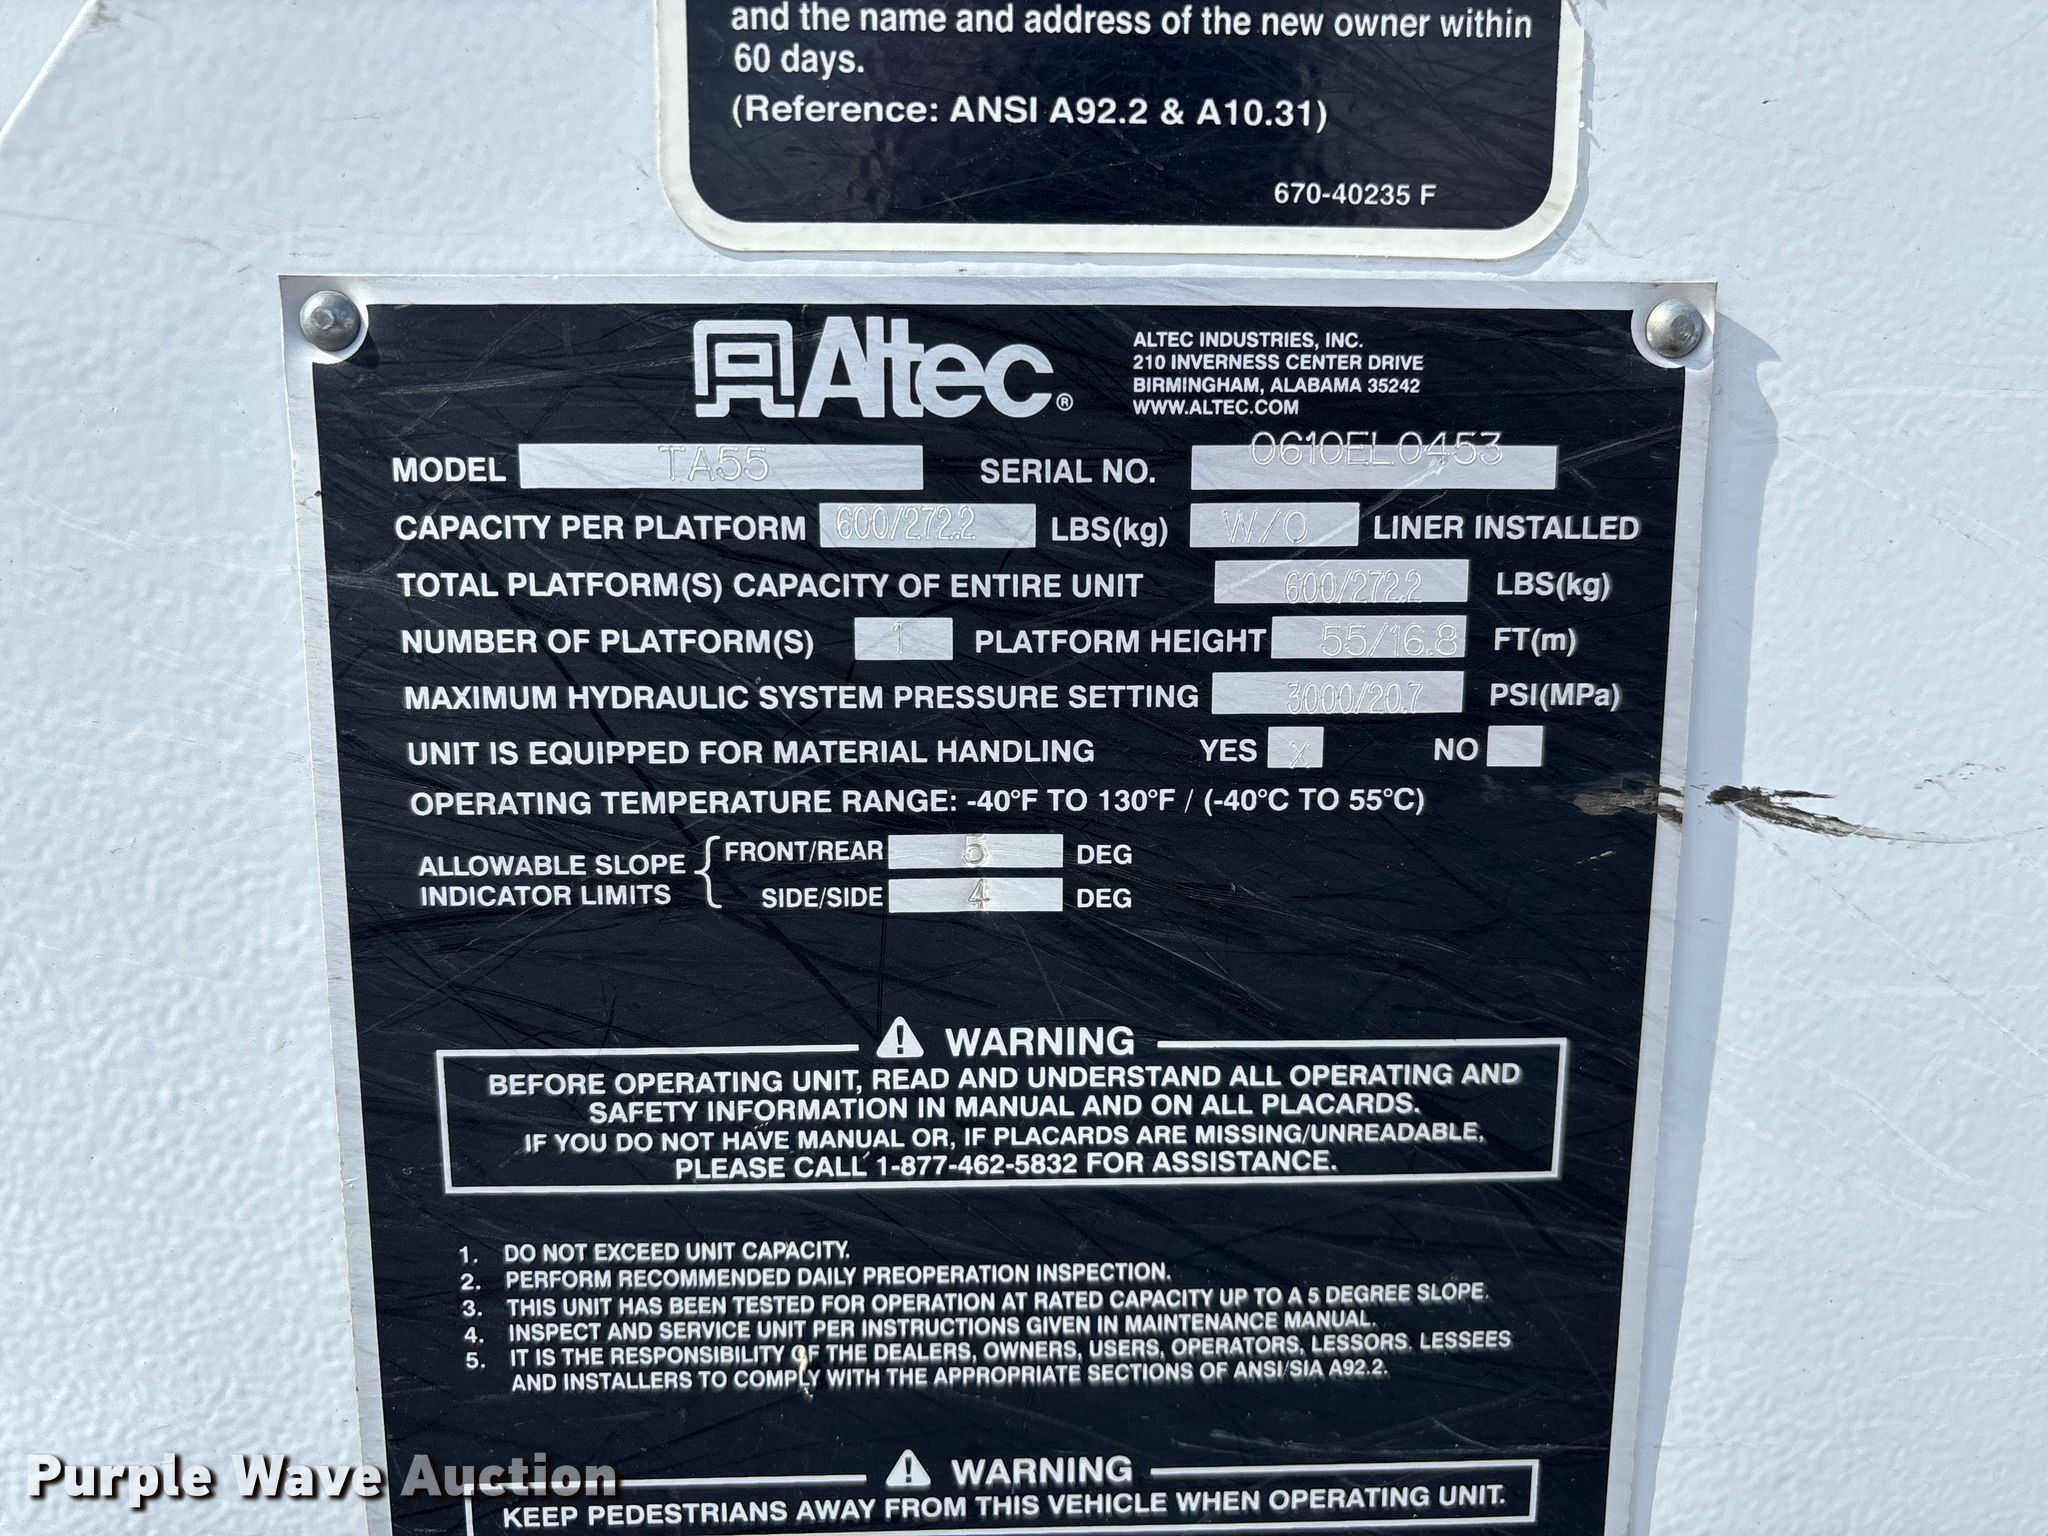 and the name and address of the new owner within
60 days.
(Reference: ANSI A92.2 & A10.31)
670-40235 F
Altec®
ALTEC INDUSTRIES, INC.
210 INVERNESS CENTER DRIVE
BIRMINGHAM, ALABAMA 35242
WWW.ALTEC.COM
MODEL TA55 SERIAL NO. 0610EL0453
CAPACITY PER PLATFORM 600/272.2 LBS(kg) W/O LINER INSTALLED
TOTAL PLATFORM(S) CAPACITY OF ENTIRE UNIT 600/272.2 LBS(kg)
NUMBER OF PLATFORM(S) 1 PLATFORM HEIGHT 55/16.8 FT(m)
MAXIMUM HYDRAULIC SYSTEM PRESSURE SETTING 3000/20.7 PSI(MPa)
UNIT IS EQUIPPED FOR MATERIAL HANDLING YES X NO
OPERATING TEMPERATURE RANGE: -40°F TO 130°F / (-40°C TO 55°C)
ALLOWABLE SLOPE INDICATOR LIMITS
FRONT/REAR 5 DEG
SIDE/SIDE 4 DEG
WARNING
BEFORE OPERATING UNIT, READ AND UNDERSTAND ALL OPERATING AND
SAFETY INFORMATION IN MANUAL AND ON ALL PLACARDS.
IF YOU DO NOT HAVE MANUAL OR, IF PLACARDS ARE MISSING/UNREADABLE,
PLEASE CALL 1-877-462-5832 FOR ASSISTANCE.
1. DO NOT EXCEED UNIT CAPACITY.
2. PERFORM RECOMMENDED DAILY PREOPERATION INSPECTION.
3. THIS UNIT HAS BEEN TESTED FOR OPERATION AT RATED CAPACITY UP TO A 5 DEGREE SLOPE.
4. INSPECT AND SERVICE UNIT PER INSTRUCTIONS GIVEN IN MAINTENANCE MANUAL.
5. IT IS THE RESPONSIBILITY OF THE DEALERS, OWNERS, USERS, OPERATORS, LESSORS, LESSEES
AND INSTALLERS TO COMPLY WITH THE APPROPRIATE SECTIONS OF ANSI/SIA A92.2.
WARNING
KEEP PEDESTRIANS AWAY FROM THIS VEHICLE WHEN OPERATING UNIT.
Purple Wave Auction